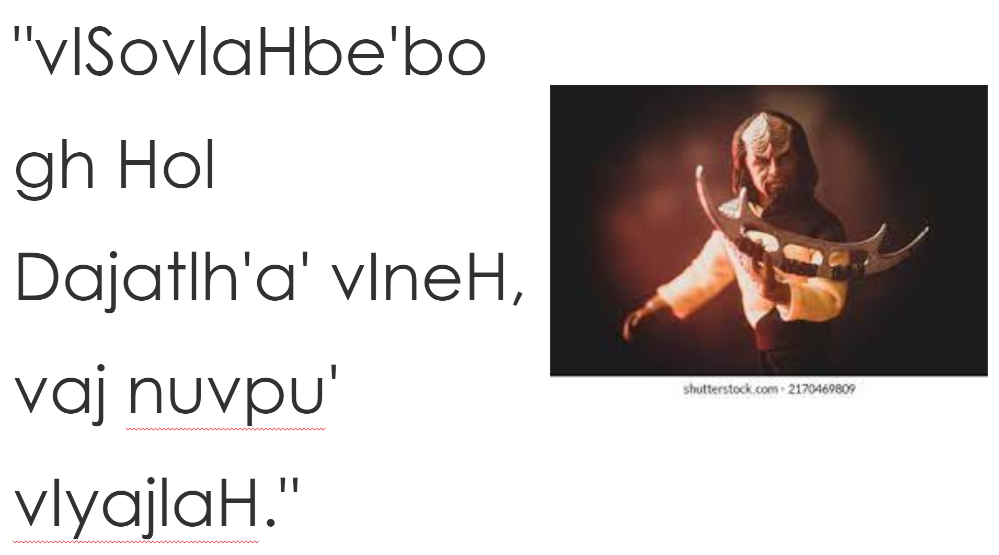 "vISovlaHbe'bo
gh Hol
Dajatlh'a' vIneH,
vaj nuvpu'
vIyajlaH."
shutterstock.com · 2170469809